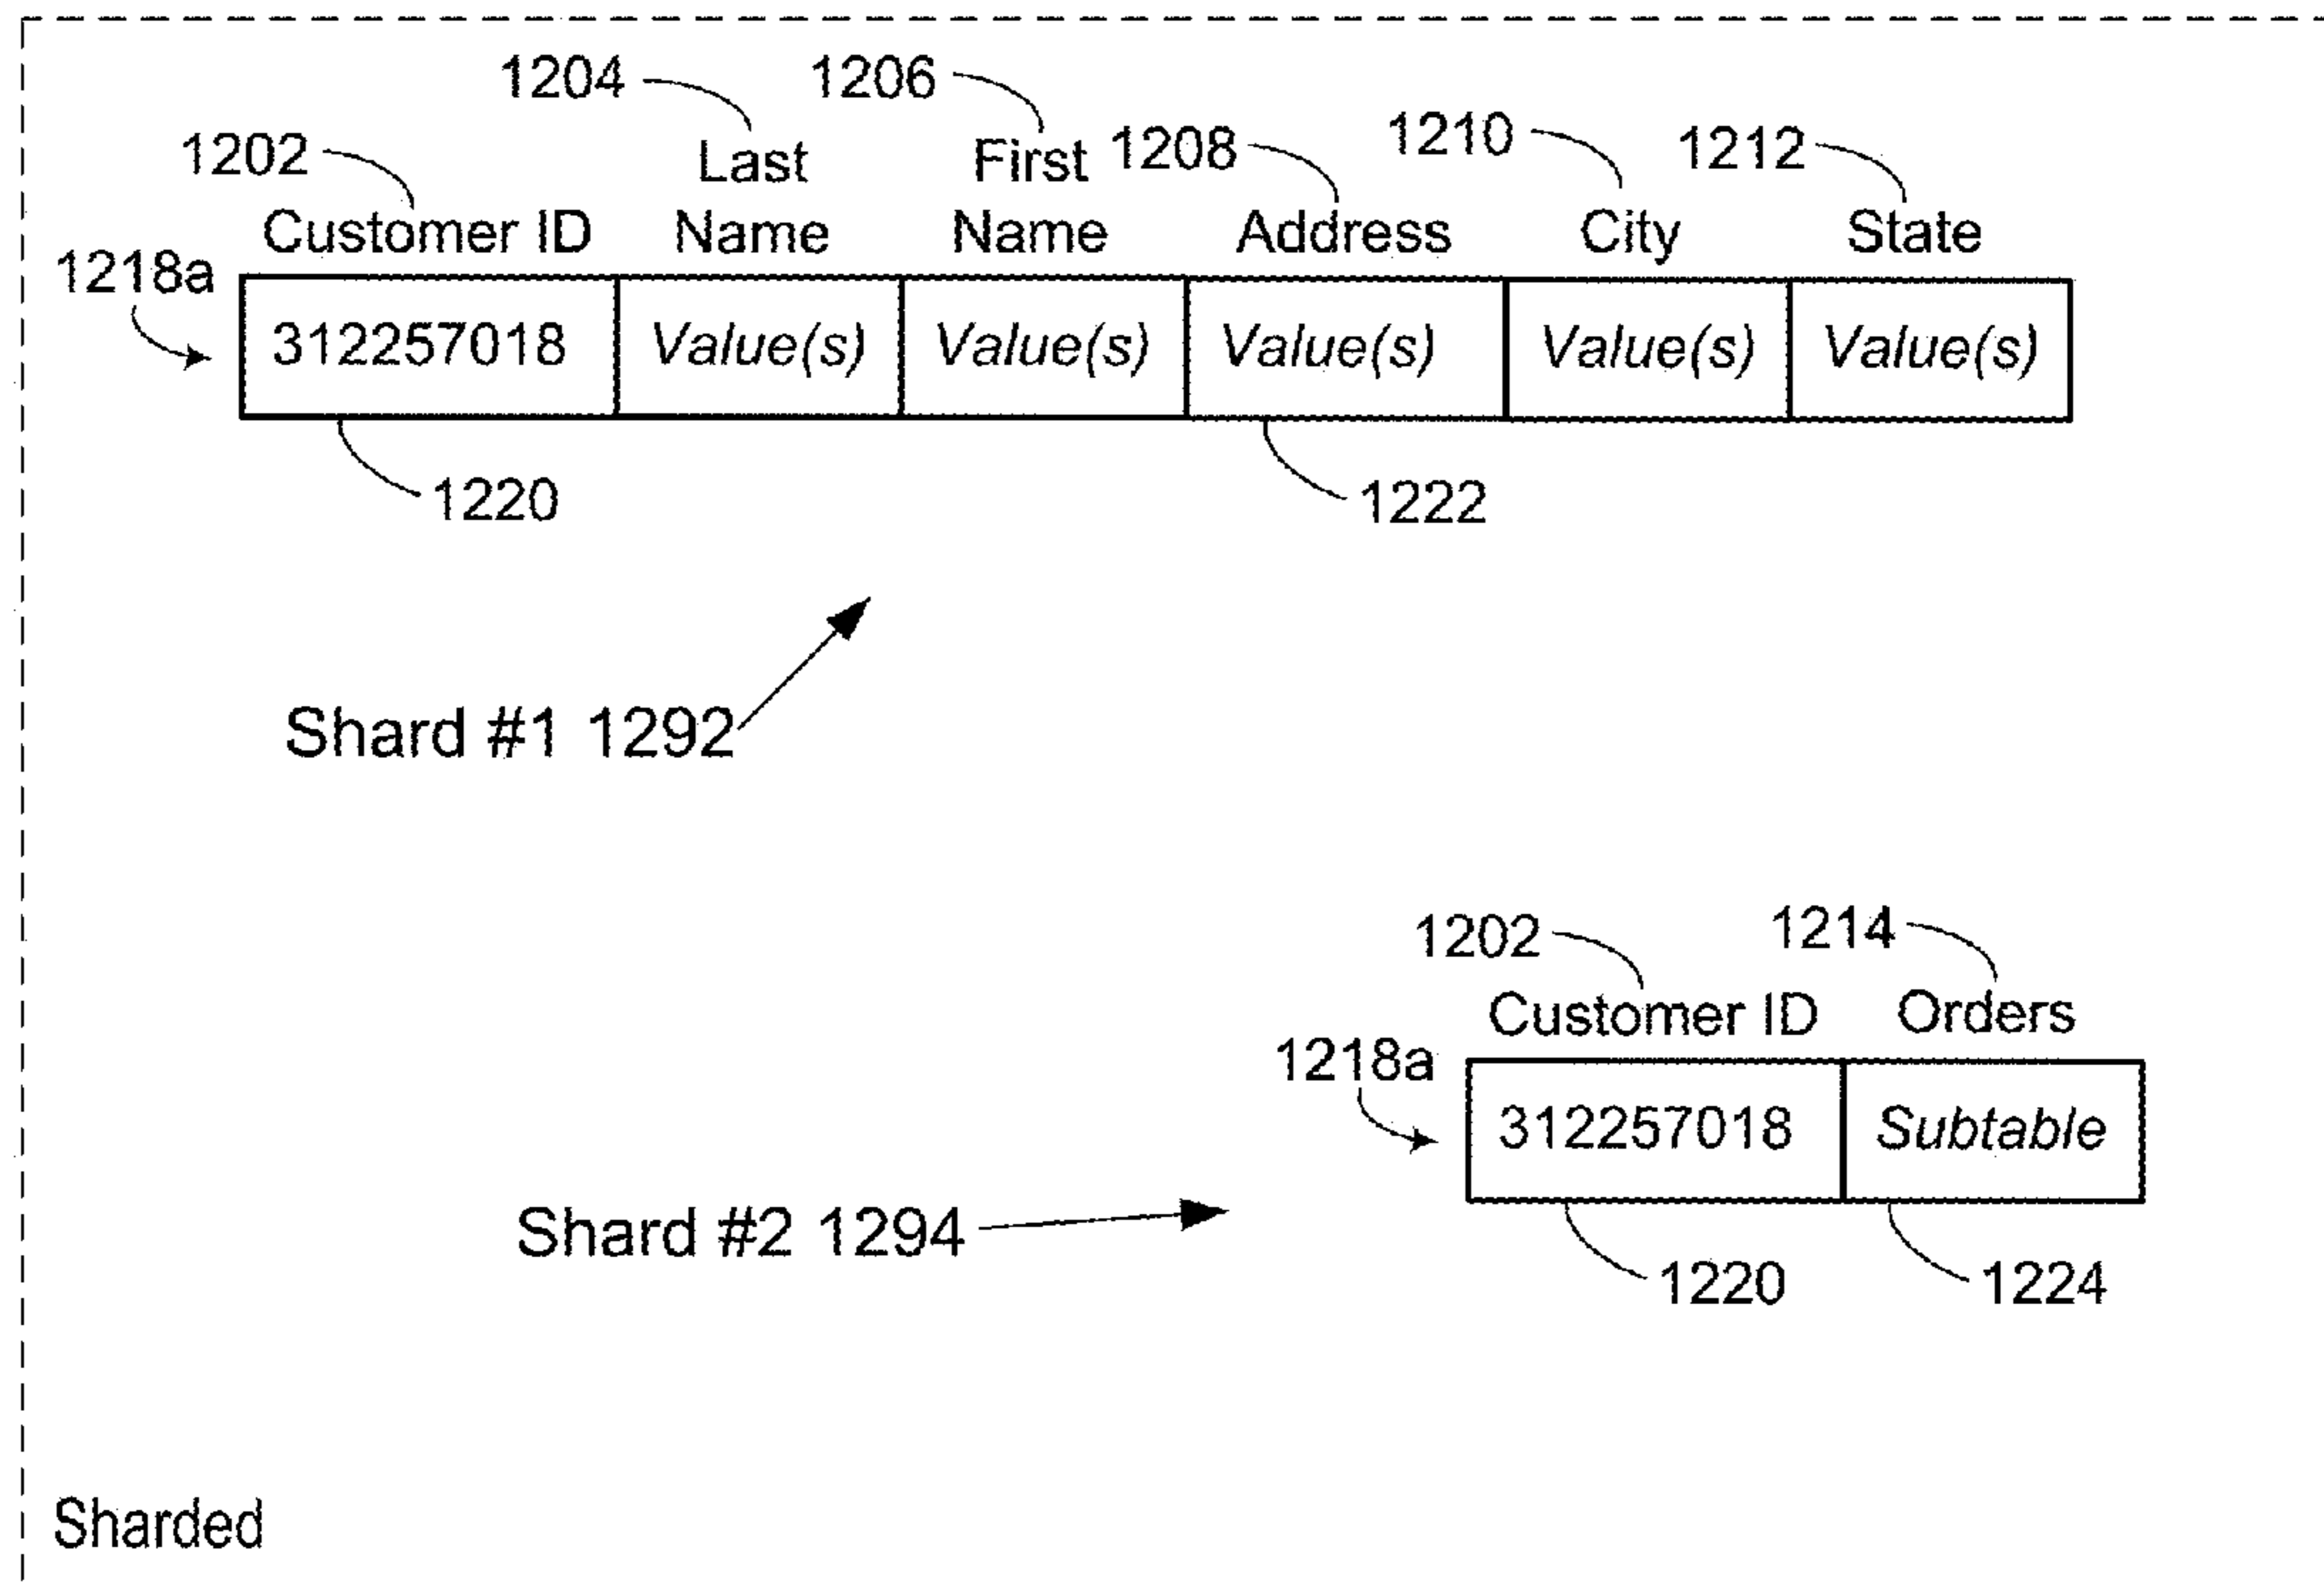 1204 1206
1202 Last First 1208 1210 1212
Customer ID Name Name Address City State
1218a
312257018 Value(s) Value(s) Value(s) Value(s) Value(s)
1220 1222
Shard #1 1292
1202 1214
Customer ID Orders
1218a
312257018 Subtable
Shard #2 1294
1220 1224
Sharded